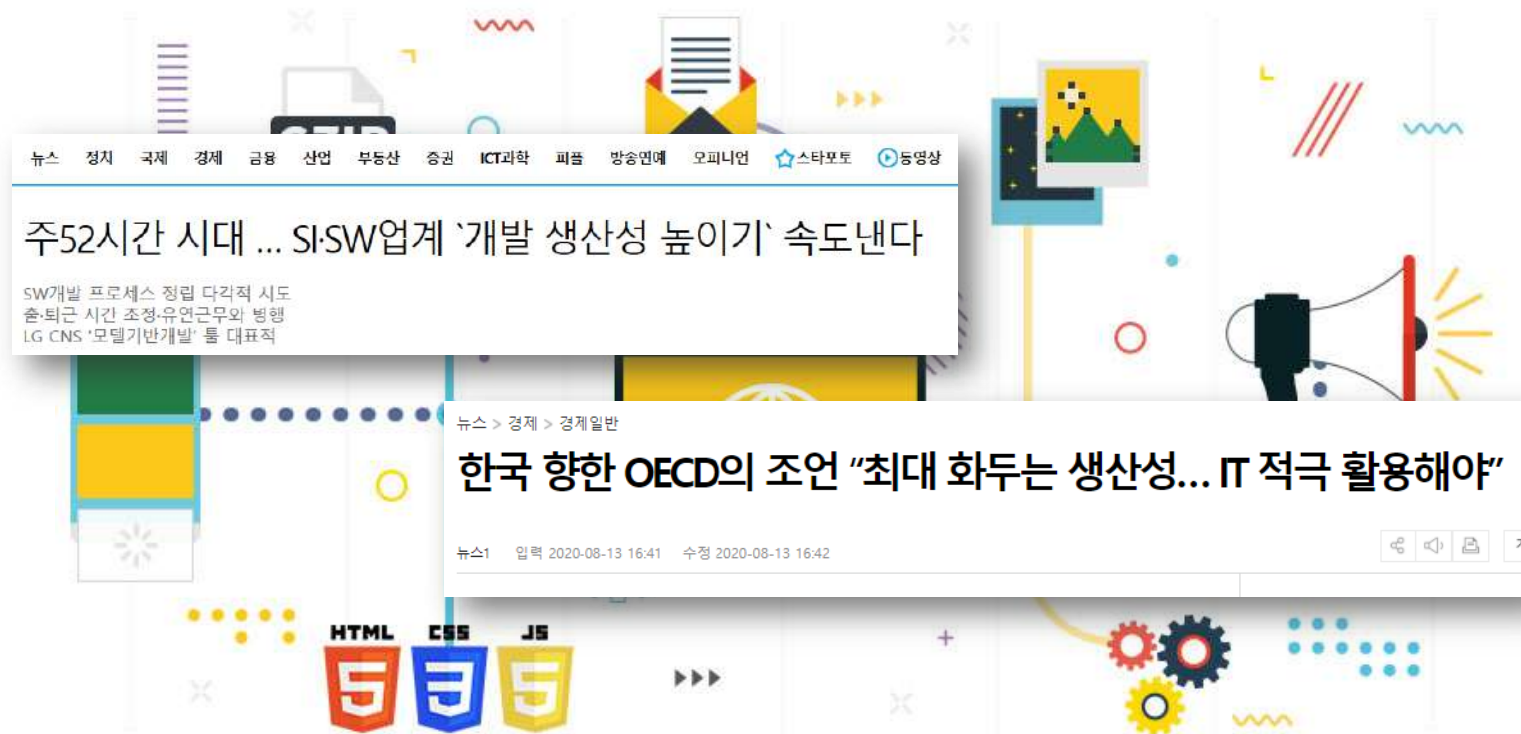 뉴스 정치 국제 경제 금융 산업 부동산 증권 ICT과학 피플 방송연예 오피니언 스타포토 동영상
주52시간 시대 ... SI·SW업계 `개발 생산성 높이기` 속도낸다
SW개발 프로세스 정립 다각적 시도
출·퇴근 시간 조정·유연근무와 병행
LG CNS '모델기반개발' 툴 대표적
뉴스 > 경제 > 경제일반
한국 향한 OECD의 조언 “최대 화두는 생산성... IT 적극 활용해야”
뉴스1 입력 2020-08-13 16:41 수정 2020-08-13 16:42
HTML CSS JS
5 3 5